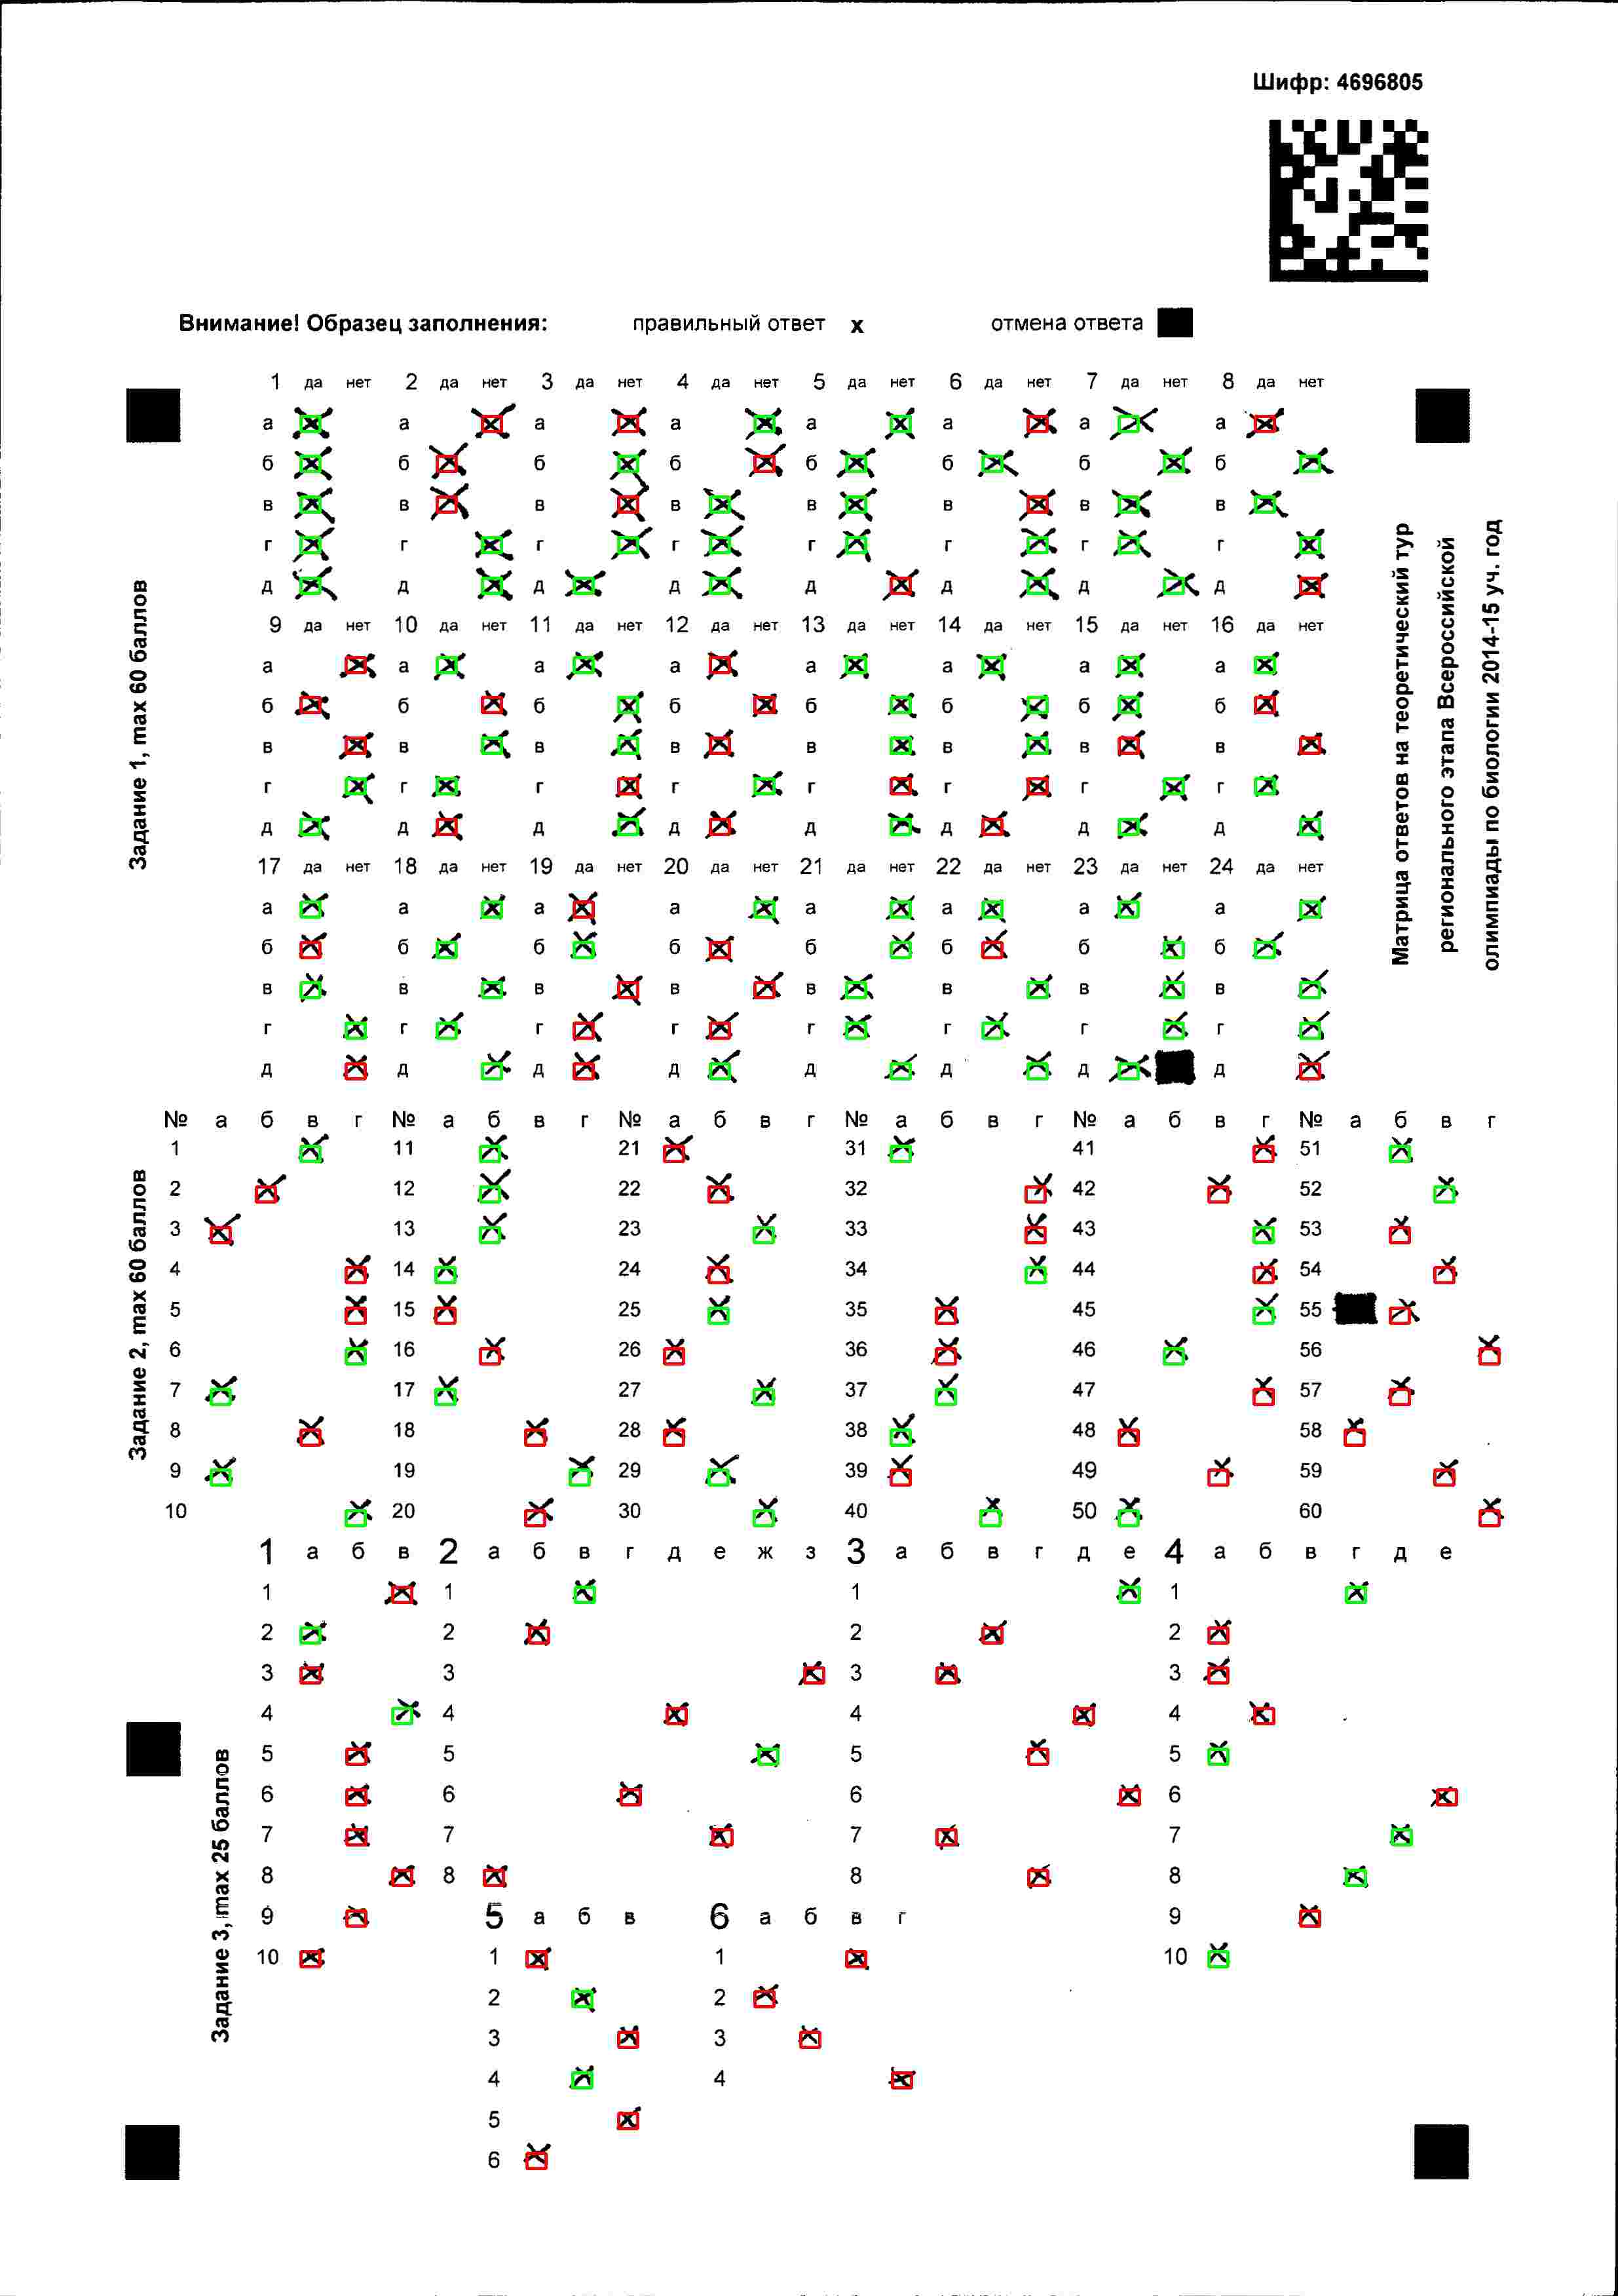 Шифр: 4696805
Внимание! Образец заполнения: правильный ответ x отмена ответа
Матрица ответов на теоретический тур
регионального этапа Всеросссийской
олимпиады по биологии 2014-15 уч. год
Задание 1, max 60 баллов
1 да нет 2 да нет 3 да нет 4 да нет 5 да нет 6 да нет 7 да нет 8 да нет
а а а а а а а а
б б б б б б б б
в в в в в в в в
г г г г г г г г
д д д д д д д д
9 да нет 10 да нет 11 да нет 12 да нет 13 да нет 14 да нет 15 да нет 16 да нет
а а а а а а а а
б б б б б б б б
в в в в в в в в
г г г г г г г г
д д д д д д д д
17 да нет 18 да нет 19 да нет 20 да нет 21 да нет 22 да нет 23 да нет 24 да нет
а а а а а а а а
б б б б б б б б
в в в в в в в в
г г г г г г г г
д д д д д д д д
Задание 2, max 60 баллов
№ а б в г № а б в г № а б в г № а б в г № а б в г № а б в г
1 11 21 31 41 51
2 12 22 32 42 52
3 13 23 33 43 53
4 14 24 34 44 54
5 15 25 35 45 55
6 16 26 36 46 56
7 17 27 37 47 57
8 18 28 38 48 58
9 19 29 39 49 59
10 20 30 40 50 60
Задание 3, max 25 баллов
1 а б в 2 а б в г д е ж з 3 а б в г д е 4 а б в г д е
1 1 1 1
2 2 2 2
3 3 3 3
4 4 4 4
5 5 5 5
6 6 6 6
7 7 7 7
8 8 8 8
9 5 а б в 6 а б в г 9
10 1 1 10
2 2
3 3
4 4
5
6